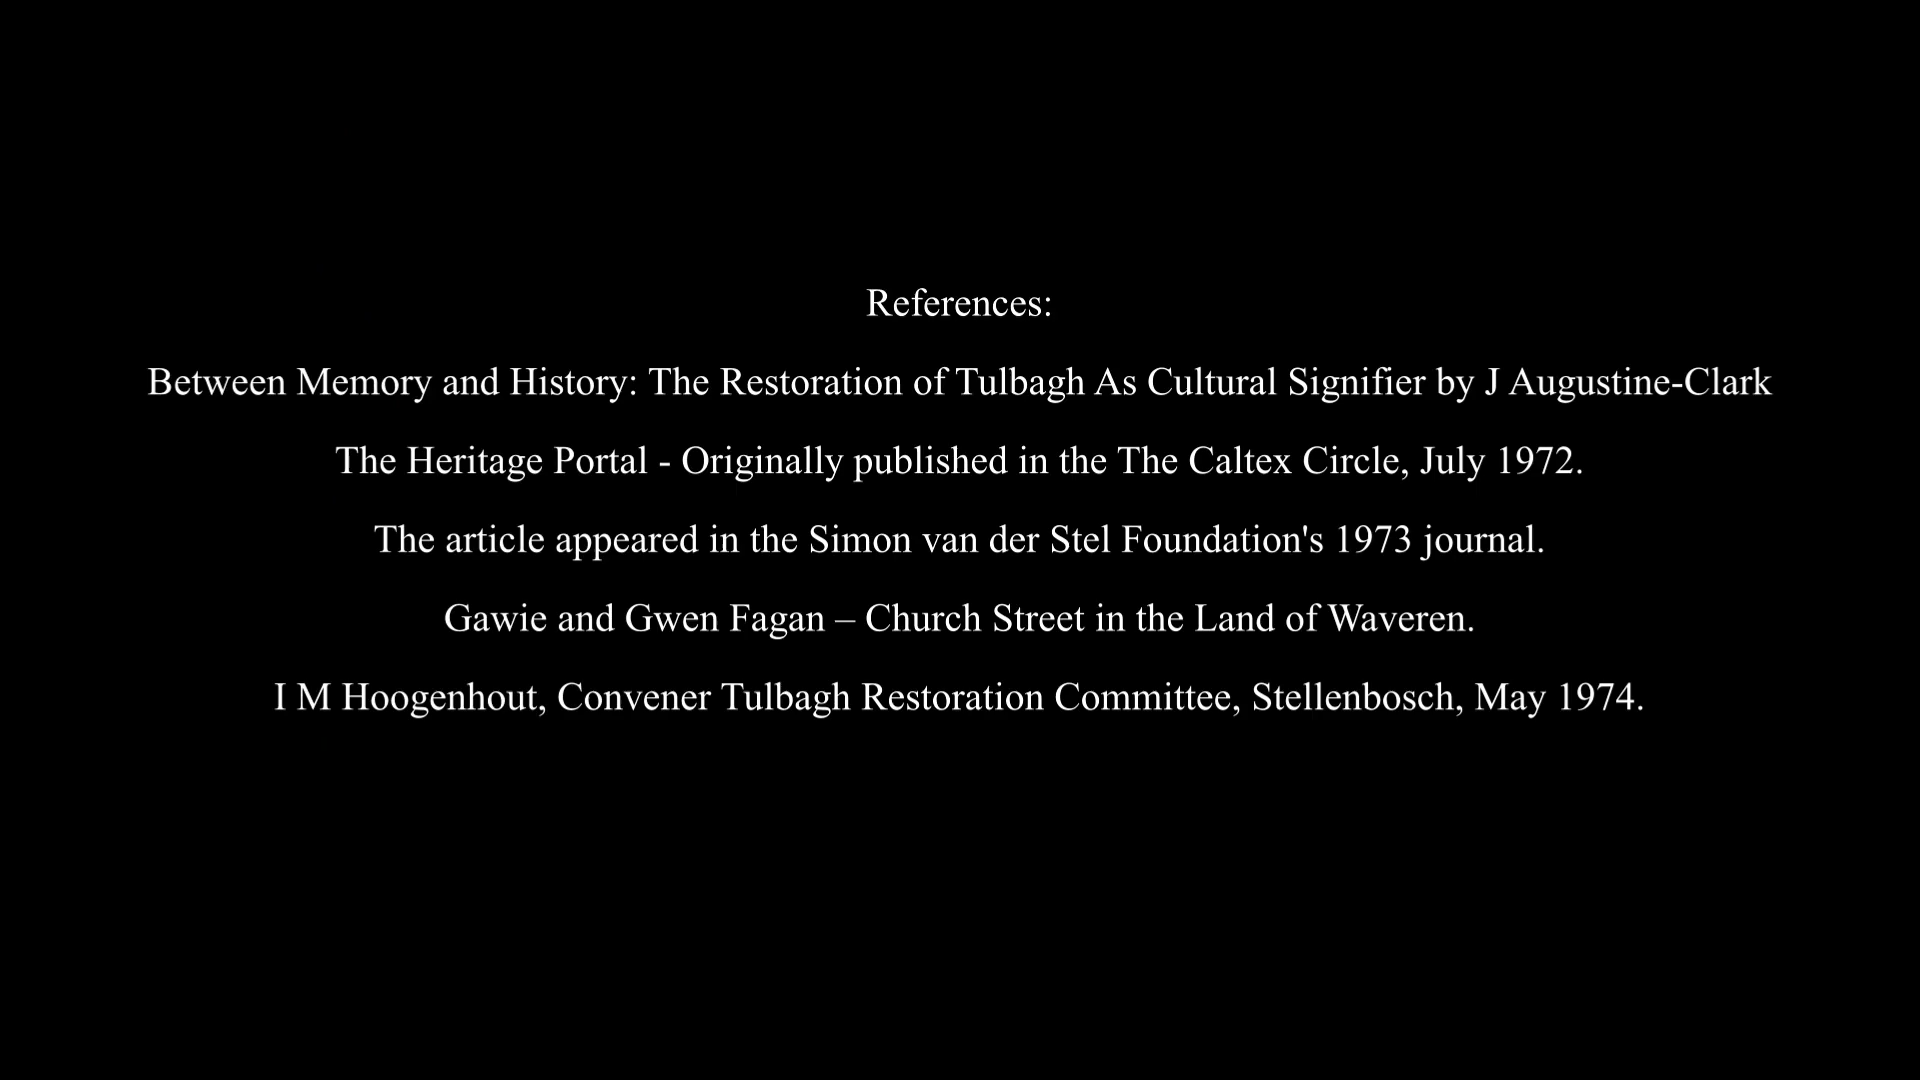 References:
Between Memory and History: The Restoration of Tulbagh As Cultural Signifier by J Augustine-Clark
The Heritage Portal - Originally published in the The Caltex Circle, July 1972.
The article appeared in the Simon van der Stel Foundation's 1973 journal.
Gawie and Gwen Fagan – Church Street in the Land of Waveren.
I M Hoogenhout, Convener Tulbagh Restoration Committee, Stellenbosch, May 1974.